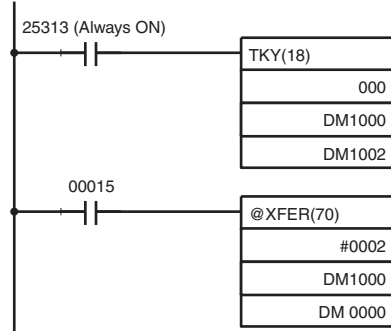 25313 (Always ON)
TKY(18)
000
DM1000
DM1002
00015
@XFER(70)
#0002
DM1000
DM 0000